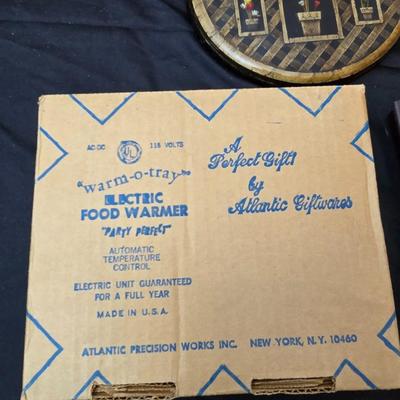 AC-DC UL 115 VOLTS
"warm-o-tray"
ELECTRIC
FOOD WARMER
"PARTY PERFECT"
AUTOMATIC
TEMPERATURE
CONTROL
ELECTRIC UNIT GUARANTEED
FOR A FULL YEAR
MADE IN U.S.A.
A
Perfect Gift!
by
Atlantic Giftwares
ATLANTIC PRECISION WORKS INC. NEW YORK, N.Y. 10460